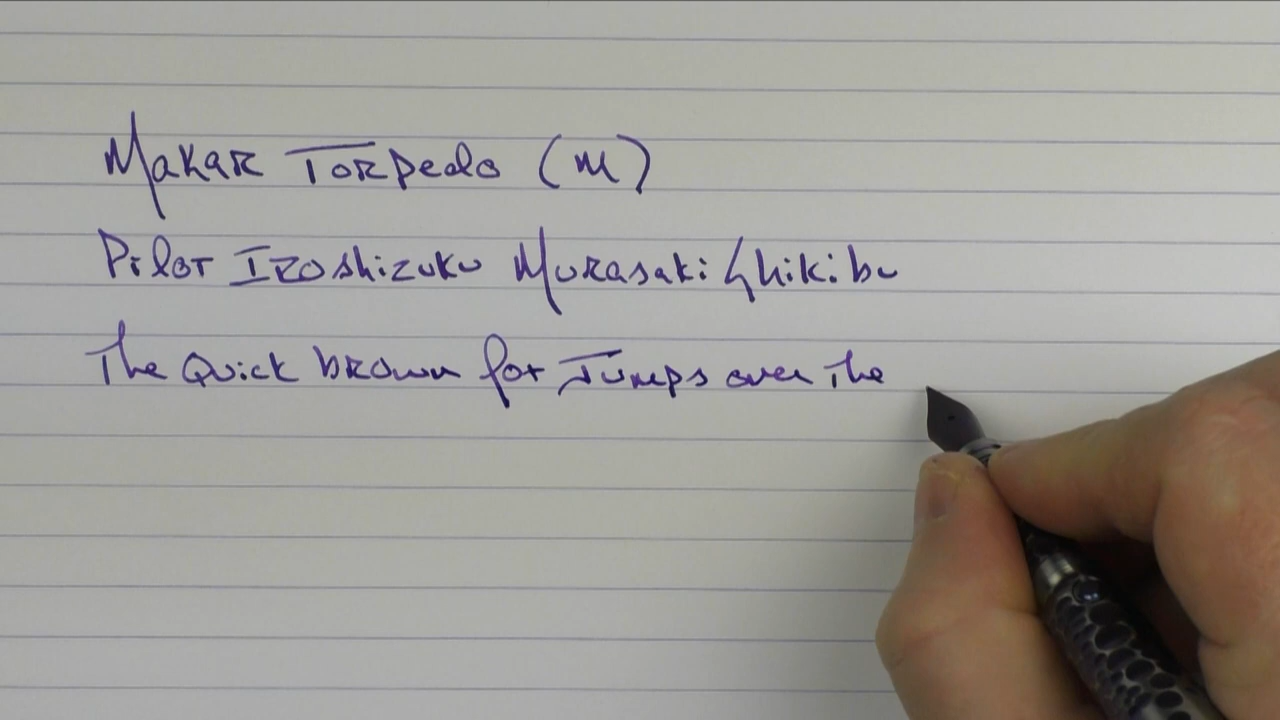 Makar Torpedo (M)
Pilot Iroshizuku Murasaki Shikibu
The Quick brown fox Jumps over The